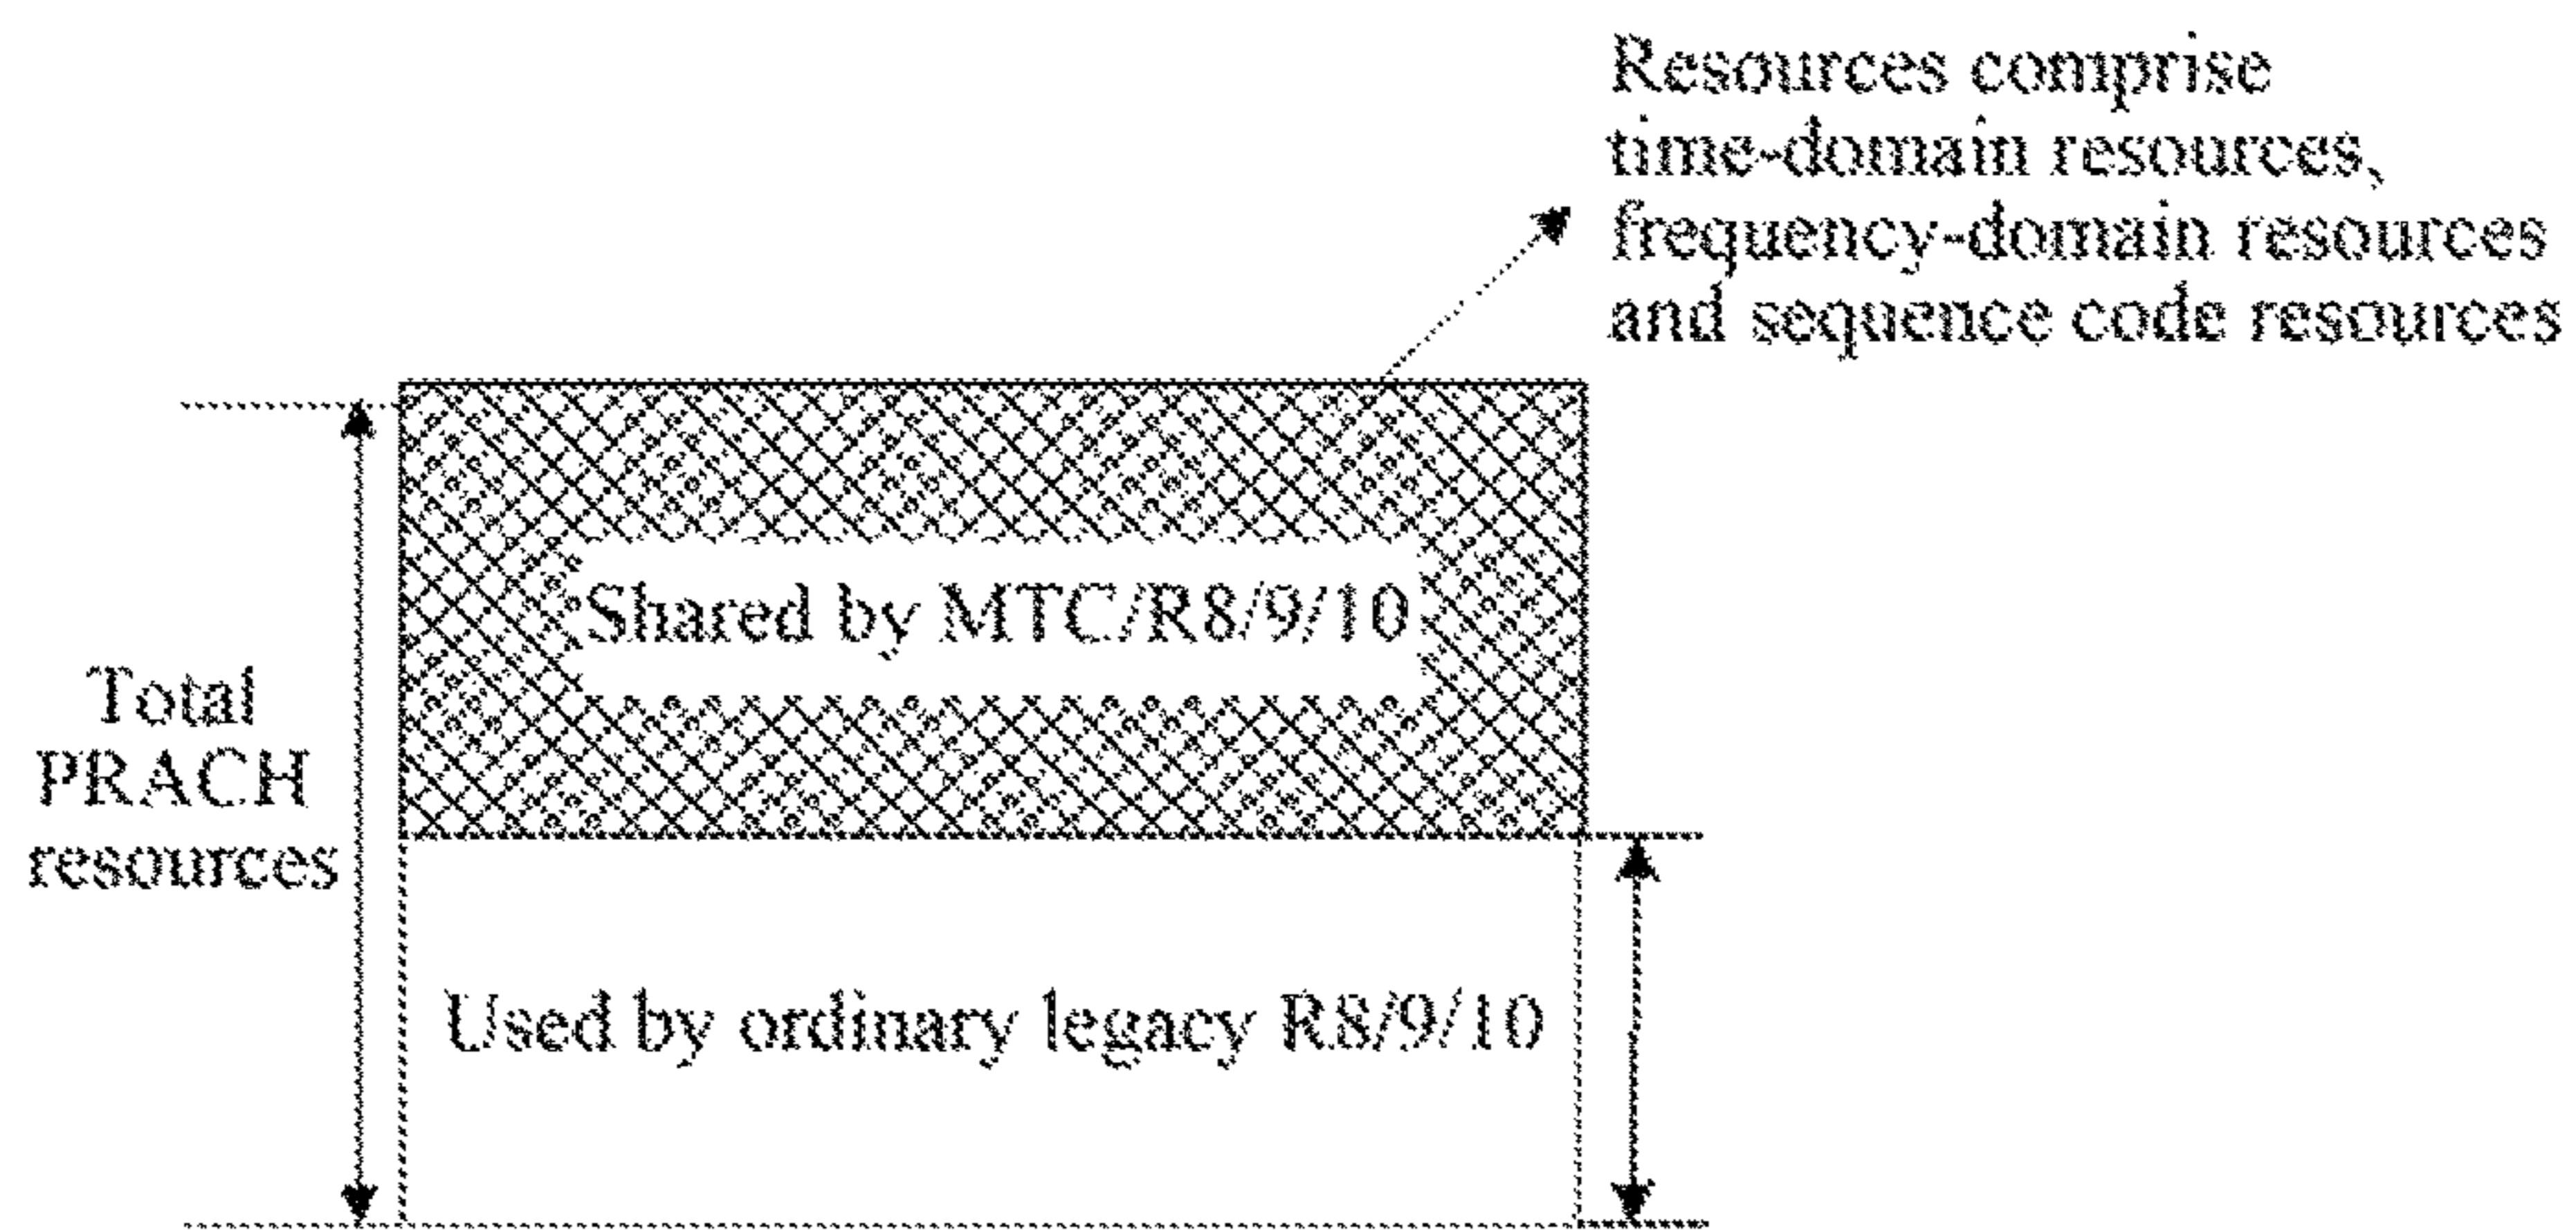 Resources comprise
time-domain resources,
frequency-domain resources
and sequence code resources
Shared by MTC/R8/9/10
Total
PRACH
resources
Used by ordinary legacy R8/9/10